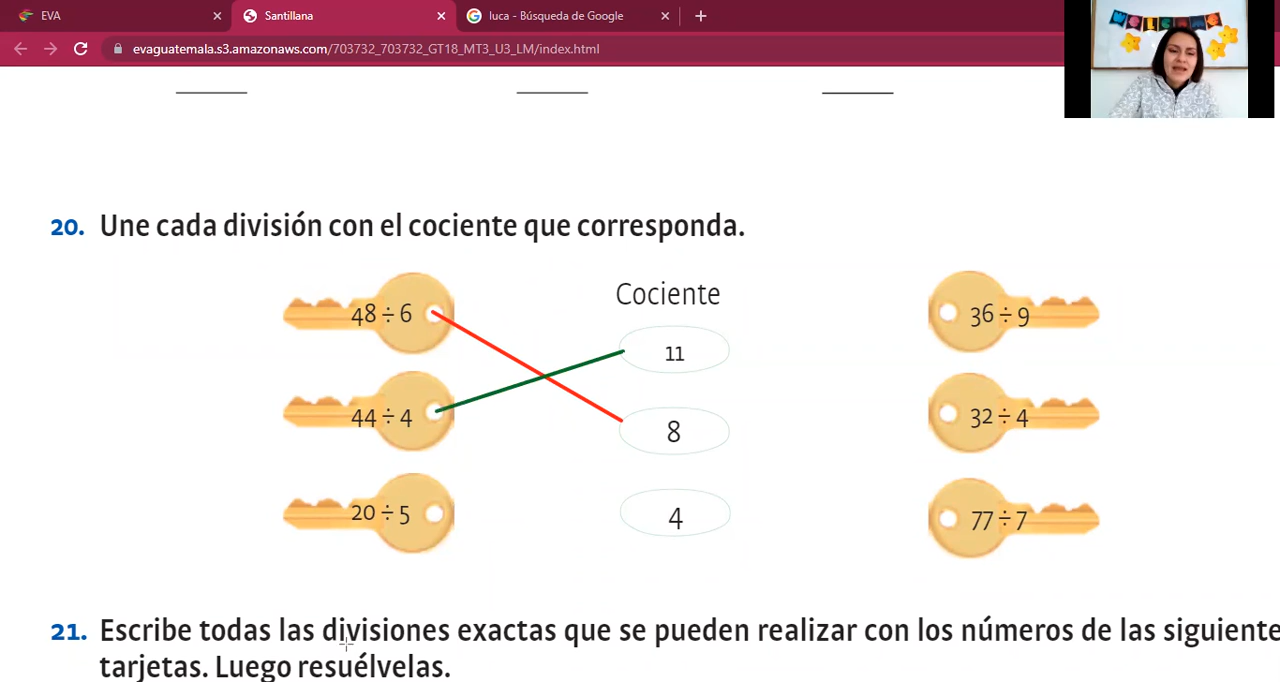 EVA
Santillana
luca - Búsqueda de Google
evaguatemala.s3.amazonaws.com/703732_703732_GT18_MT3_U3_LM/index.html
WELCOME
20. Une cada división con el cociente que corresponda.
Cociente
48 ÷ 6
11
36 ÷ 9
44 ÷ 4
8
32 ÷ 4
20 ÷ 5
4
77 ÷ 7
21. Escribe todas las divisiones exactas que se pueden realizar con los números de las siguiente
tarjetas. Luego resuélvelas.